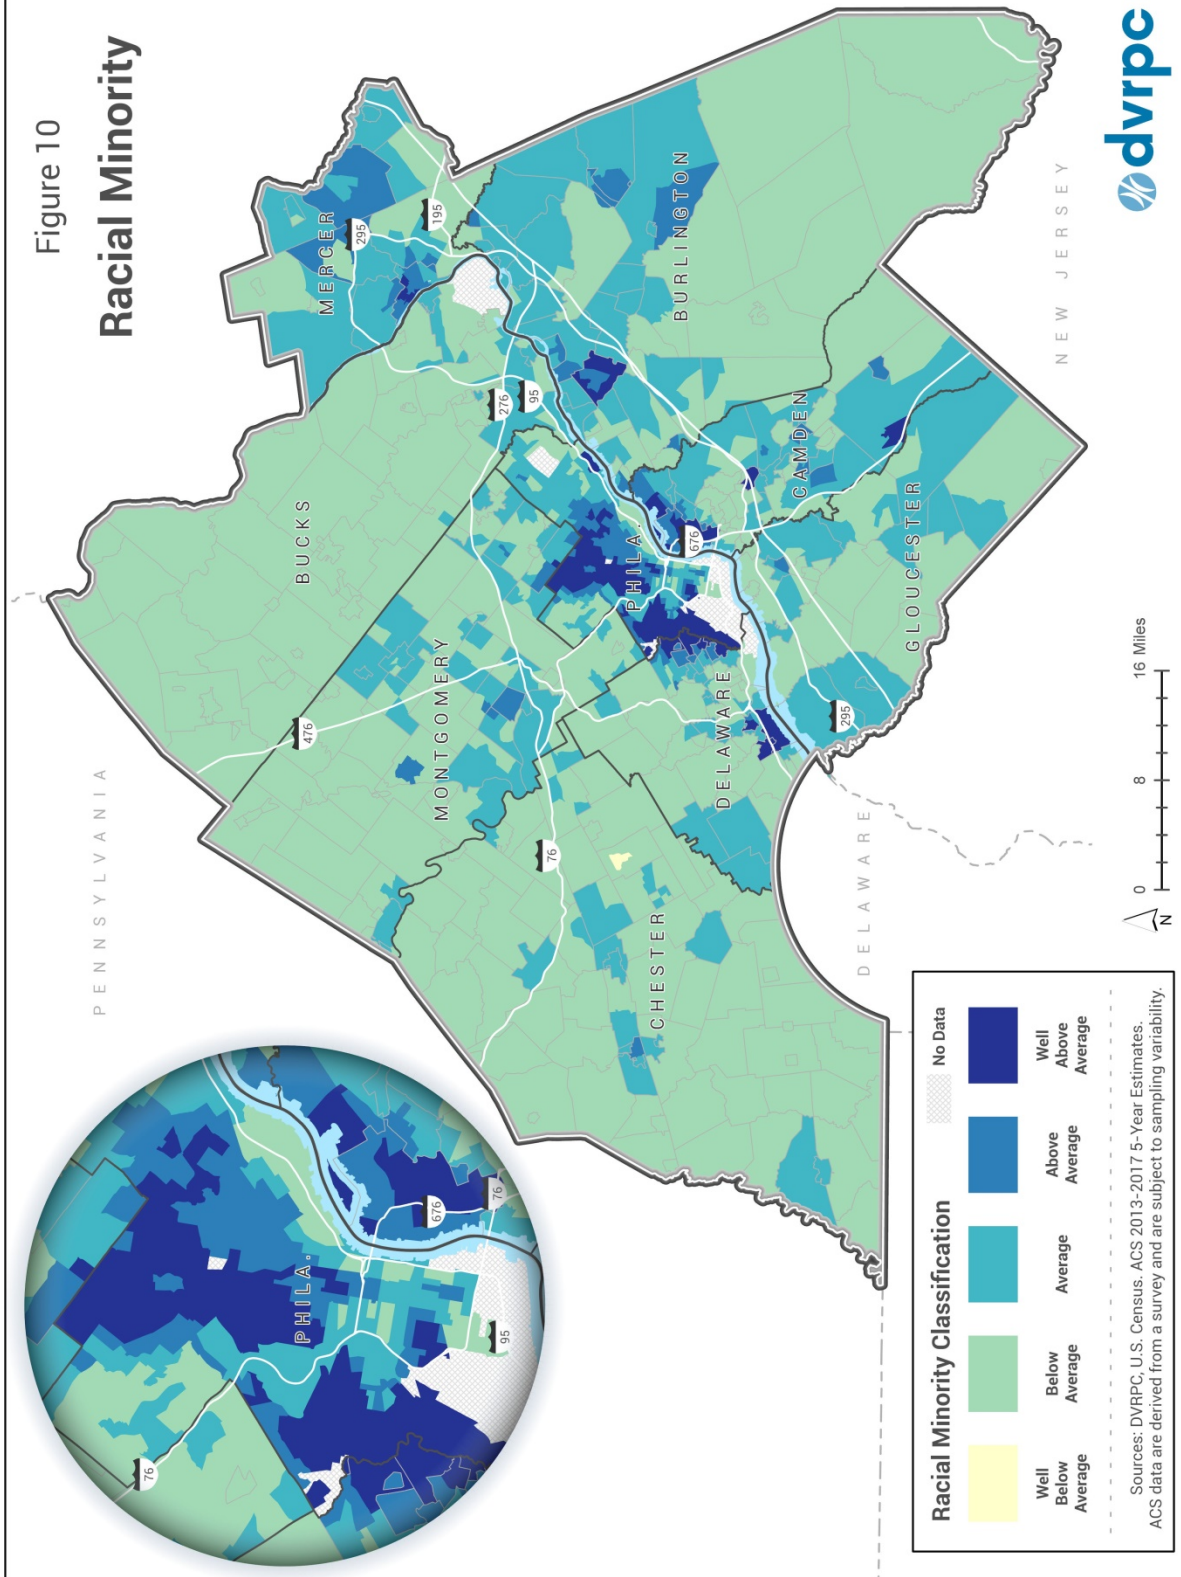 Figure 10
Racial Minority
PENNSYLVANIA
BUCKS
MERCER
295
195
476
276
95
MONTGOMERY
BURLINGTON
PHILA.
676
CAMDEN
76
CHESTER
DELAWARE
GLOUCESTER
295
DELAWARE
NEW JERSEY
76
PHILA.
676
76
95
N
0
8
16 Miles
dvrpc
Racial Minority Classification
No Data
Well
Below
Average
Below
Average
Average
Above
Average
Well
Above
Average
Sources: DVRPC, U.S. Census. ACS 2013-2017 5-Year Estimates.
ACS data are derived from a survey and are subject to sampling variability.